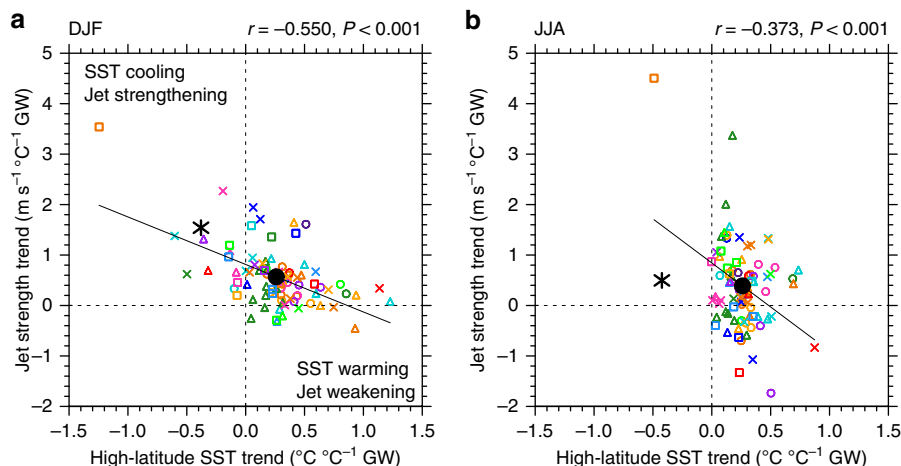 a
DJF
r = −0.550, P < 0.001
SST cooling
Jet strengthening
SST warming
Jet weakening
5
4
3
2
1
0
−1
−2
−1.5 −1.0 −0.5 0.0 0.5 1.0 1.5
Jet strength trend (m s−1 °C−1 GW)
High-latitude SST trend (°C °C−1 GW)
b
JJA
r = −0.373, P < 0.001
5
4
3
2
1
0
−1
−2
−1.5 −1.0 −0.5 0.0 0.5 1.0 1.5
Jet strength trend (m s−1 °C−1 GW)
High-latitude SST trend (°C °C−1 GW)